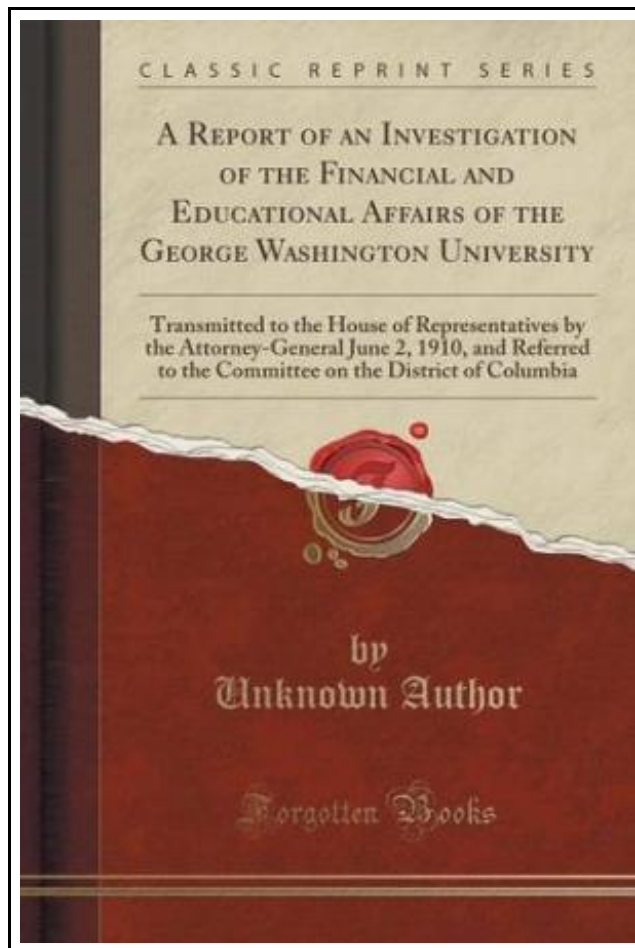 CLASSIC REPRINT SERIES
A REPORT OF AN INVESTIGATION
OF THE FINANCIAL AND
EDUCATIONAL AFFAIRS OF THE
GEORGE WASHINGTON UNIVERSITY
Transmitted to the House of Representatives by
the Attorney-General June 2, 1910, and Referred
to the Committee on the District of Columbia
by
Unknown Author
Forgotten Books